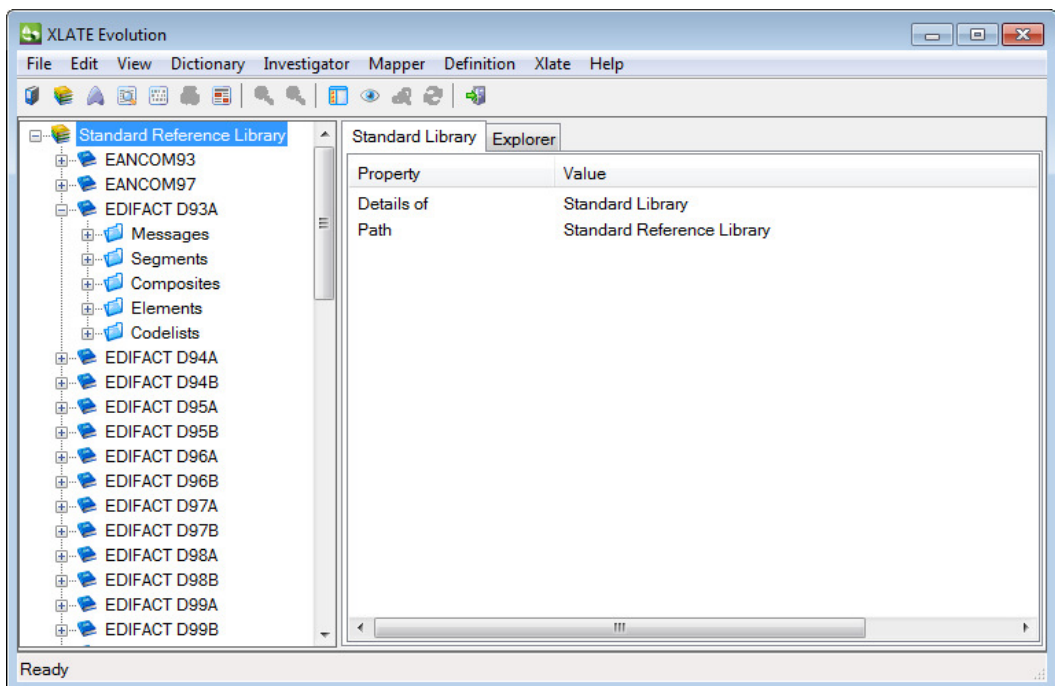 XLATE Evolution
File Edit View Dictionary Investigator Mapper Definition Xlate Help
Standard Reference Library
EANCOM93
EANCOM97
EDIFACT D93A
Messages
Segments
Composites
Elements
Codelists
EDIFACT D94A
EDIFACT D94B
EDIFACT D95A
EDIFACT D95B
EDIFACT D96A
EDIFACT D96B
EDIFACT D97A
EDIFACT D97B
EDIFACT D98A
EDIFACT D98B
EDIFACT D99A
EDIFACT D99B
Standard Library Explorer
Property Value
Details of Standard Library
Path Standard Reference Library
Ready